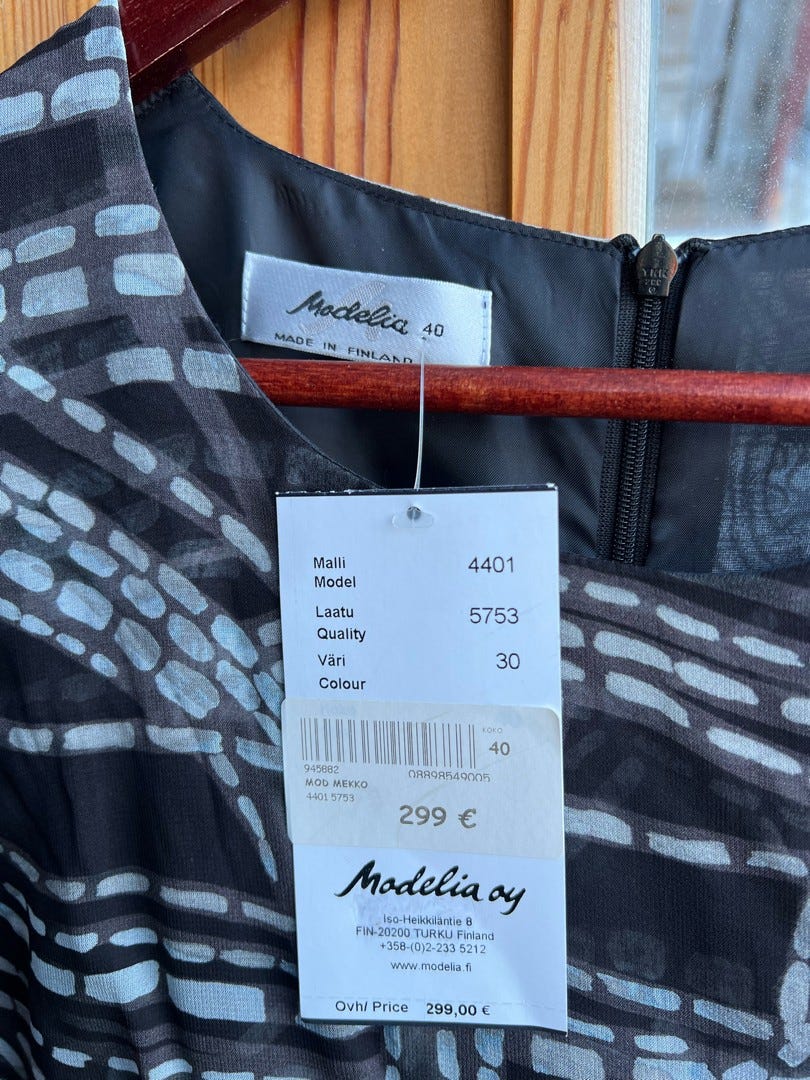 YKK
Modelia 40
MADE IN FINLAND
Malli 4401
Model
Laatu 5753
Quality
Väri 30
Colour
KOKO
40
945882 08898549005
MOD MEKKO
4401 5753
299 €
Modelia oy
Iso-Heikkiläntie 8
FIN-20200 TURKU Finland
+358-(0)2-233 5212
www.modelia.fi
Ovh/ Price 299,00 €